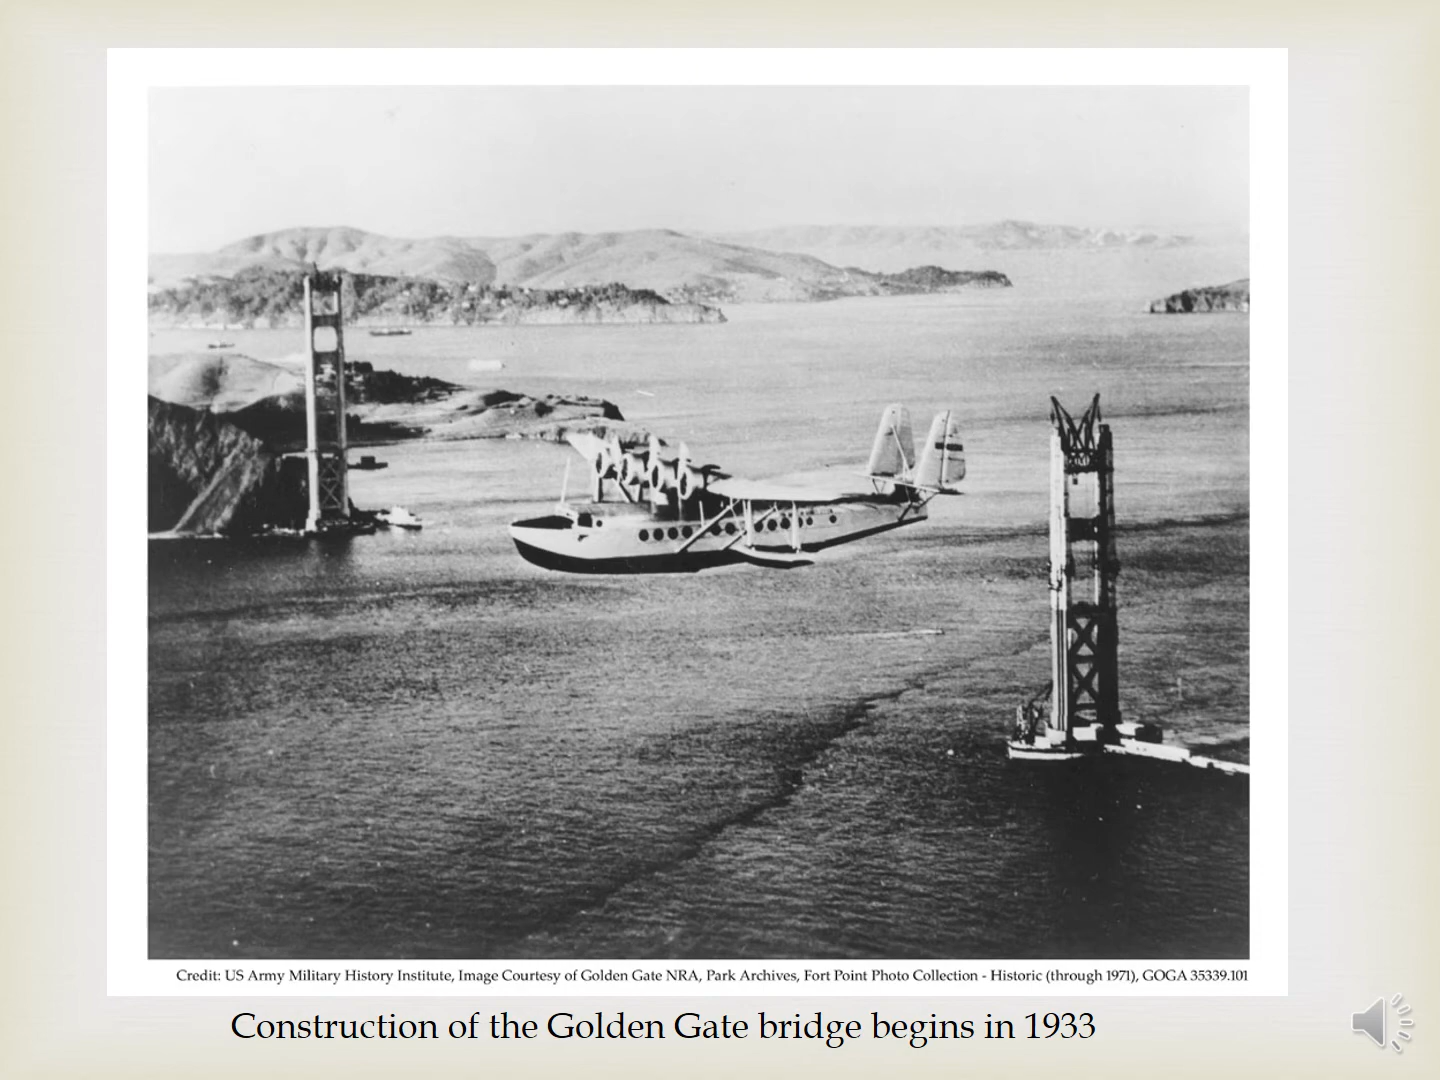 Credit: US Army Military History Institute, Image Courtesy of Golden Gate NRA, Park Archives, Fort Point Photo Collection - Historic (through 1971), GOGA 35339.101
Construction of the Golden Gate bridge begins in 1933